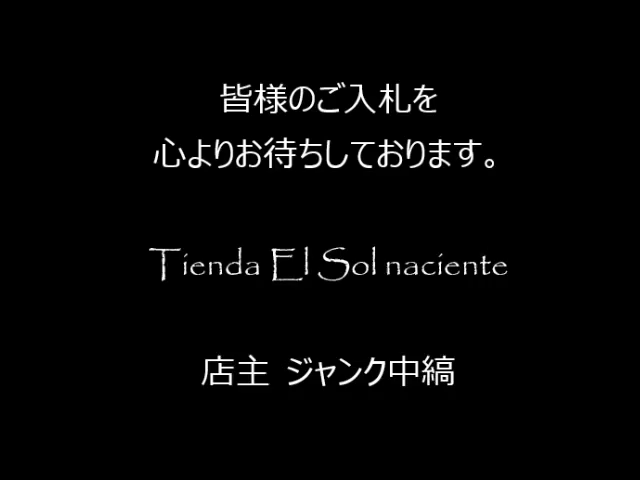 皆様のご入札を
心よりお待ちしております。
Tienda El Sol naciente
店主 ジャンク中縞